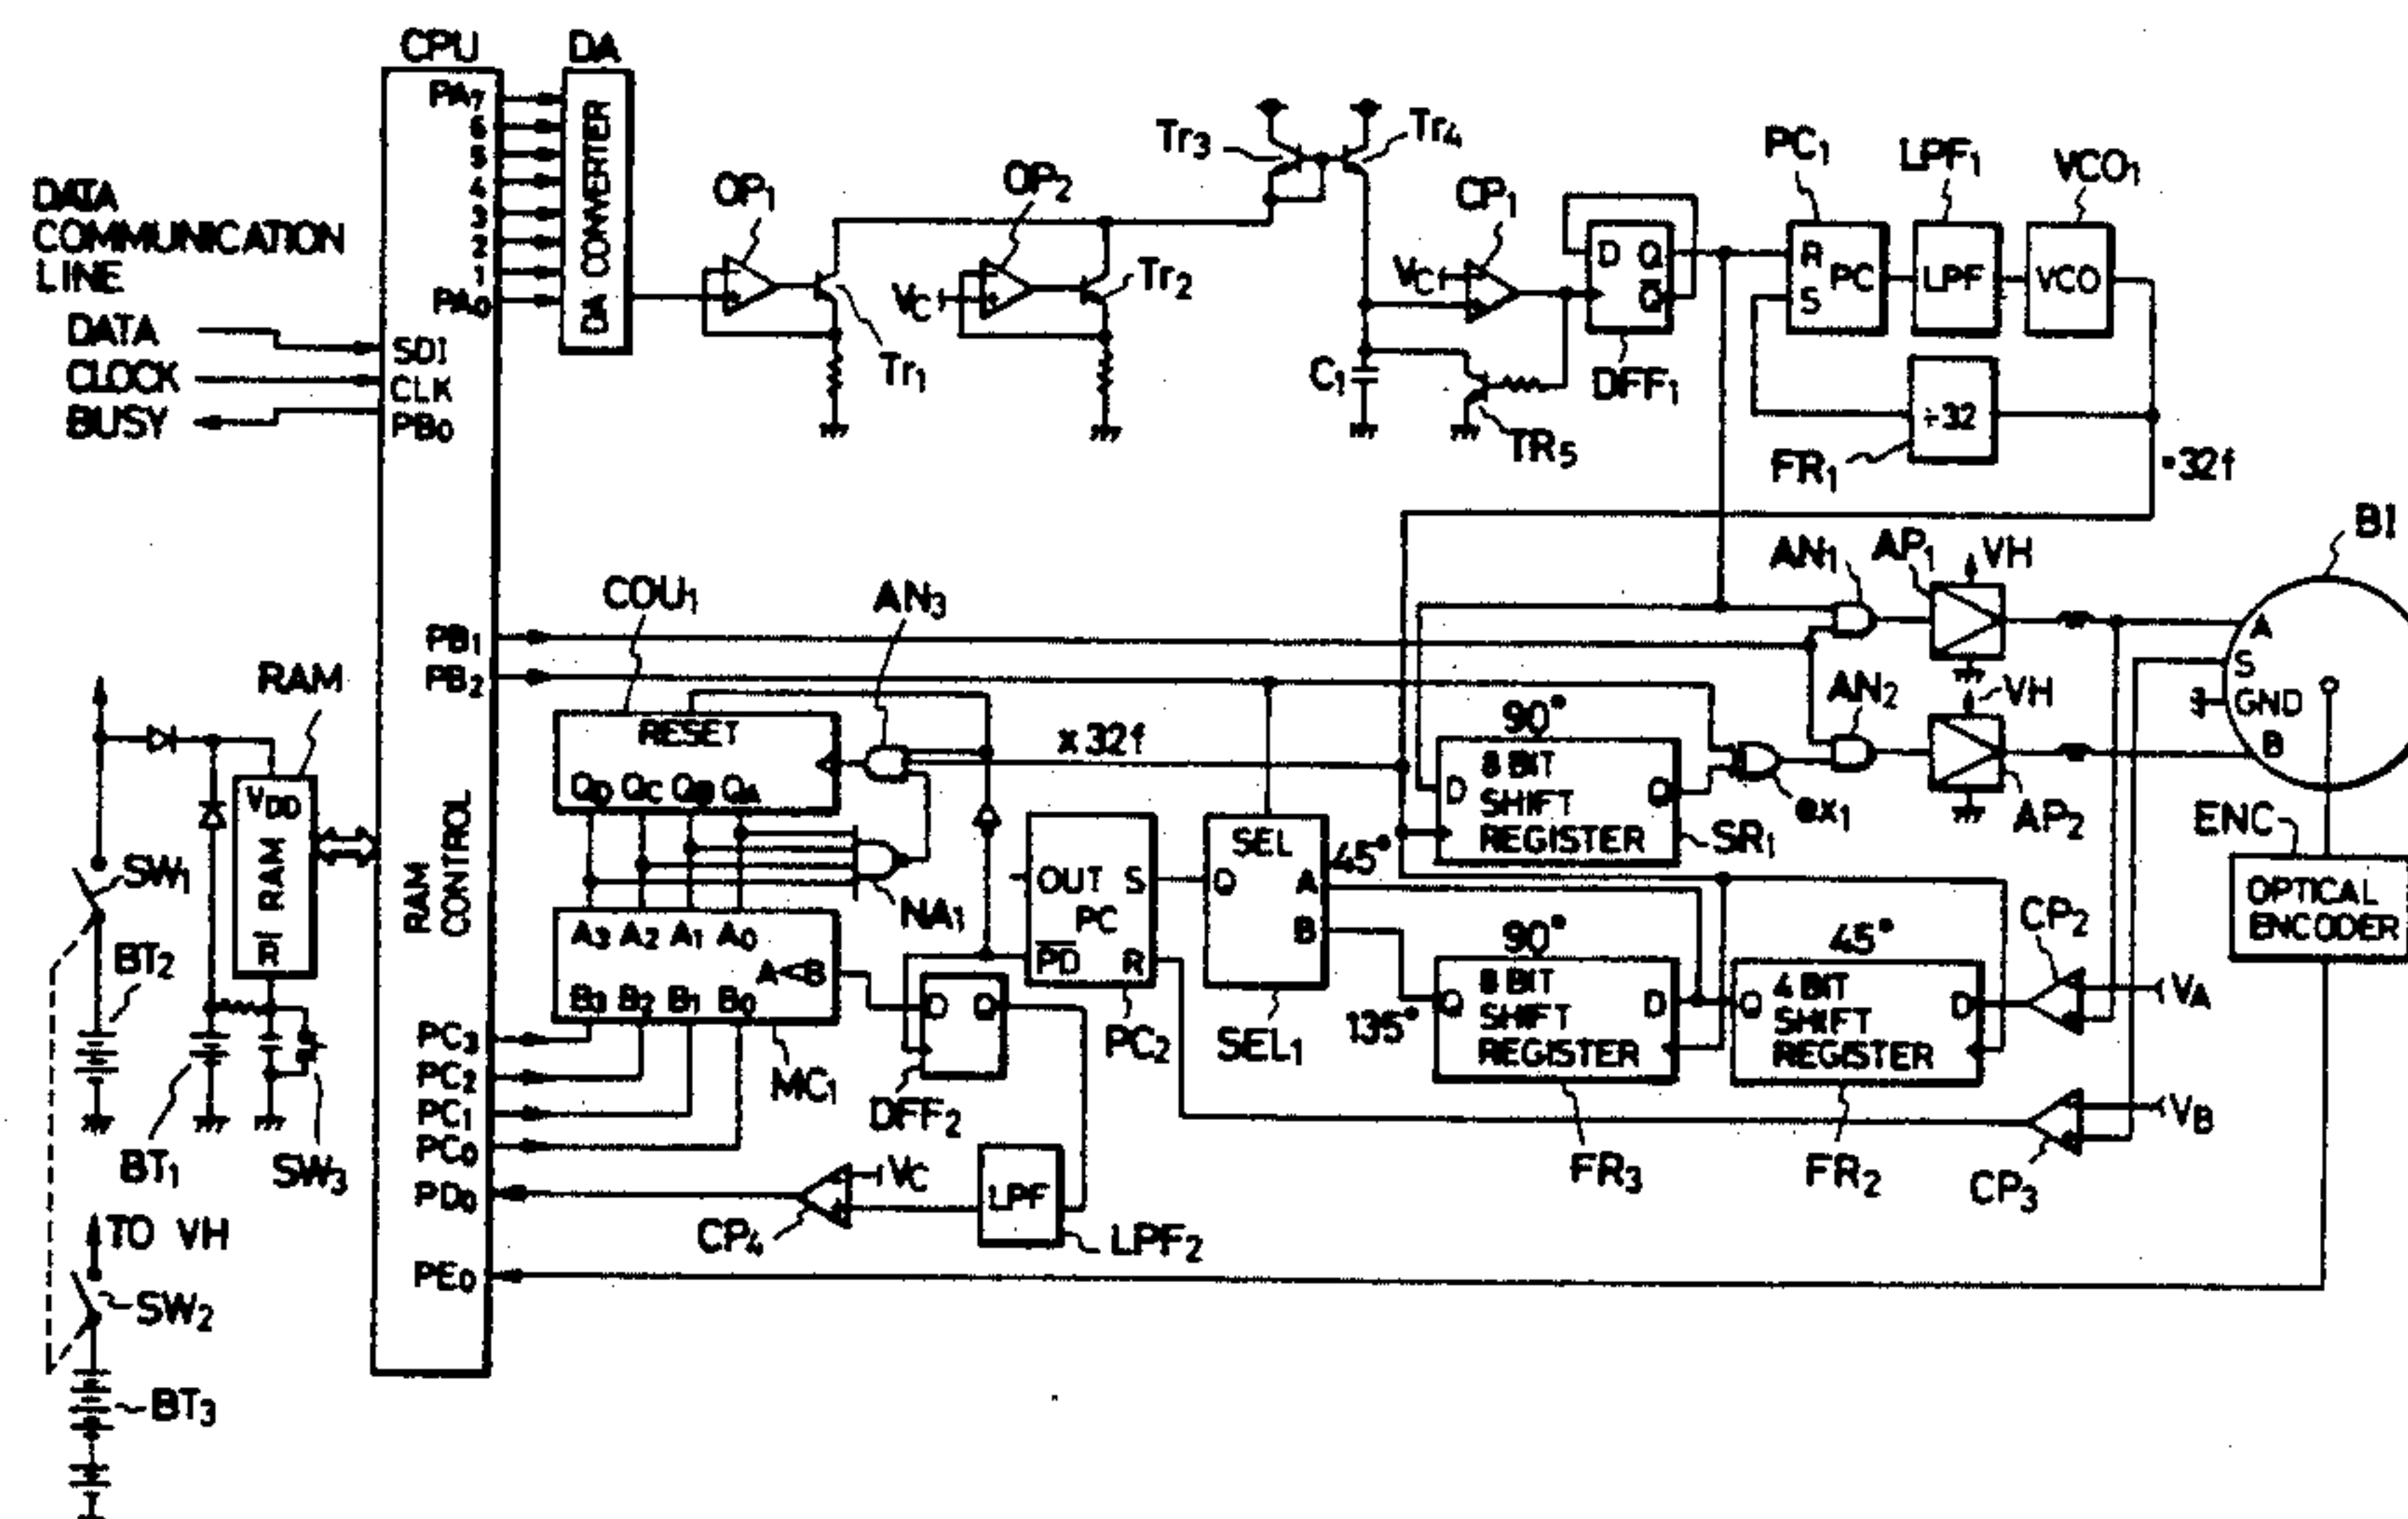 CPU
DA
PA7
6
5
4
3
2
1
PA0
DA CONVERTER
DATA
COMMUNICATION
LINE
DATA
CLOCK
BUSY
SDI
CLK
PB0
OP1
Tr1
OP2
VC
Tr2
Tr3
Tr4
CP1
VC
C1
TR5
D Q
Q̅
DFF1
PC1
R
PC
S
LPF1
LPF
VCO1
VCO
÷32
FR1
•32f
BI
AN1
AP1
VH
A
S
GND
B
AN2
VH
AP2
ex1
ENC
OPTICAL
ENCODER
PB1
PB2
COU1
AN3
RESET
QD QC QB QA
x 32f
90°
8 BIT
SHIFT
REGISTER
D
Q
SR1
RAM
VDD
RAM
R̅
RAM
CONTROL
SW1
BT2
BT1
SW3
NA1
A3 A2 A1 A0
A<B
B3 B2 B1 B0
MC1
OUT S
PC
P̅D̅ R
PC2
SEL
Q
A
B
45°
135°
SEL1
90°
8 BIT
SHIFT
REGISTER
Q
D
FR3
45°
4 BIT
SHIFT
REGISTER
Q
D
FR2
CP2
VA
VB
CP3
D Q
DFF2
PC3
PC2
PC1
PC0
PD0
PE0
CP4
VC
LPF
LPF2
TO VH
SW2
BT3